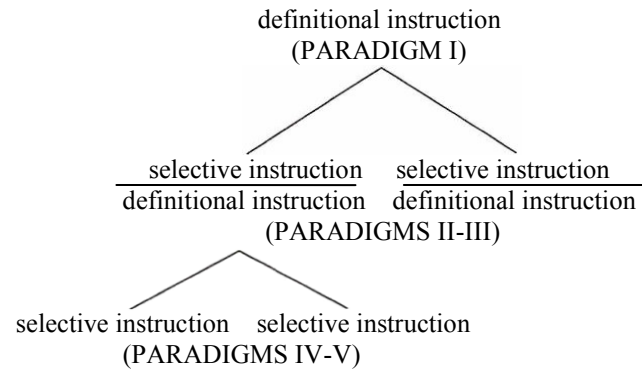 definitional instruction
(PARADIGM I)
selective instruction selective instruction
definitional instruction definitional instruction
(PARADIGMS II-III)
selective instruction selective instruction
(PARADIGMS IV-V)